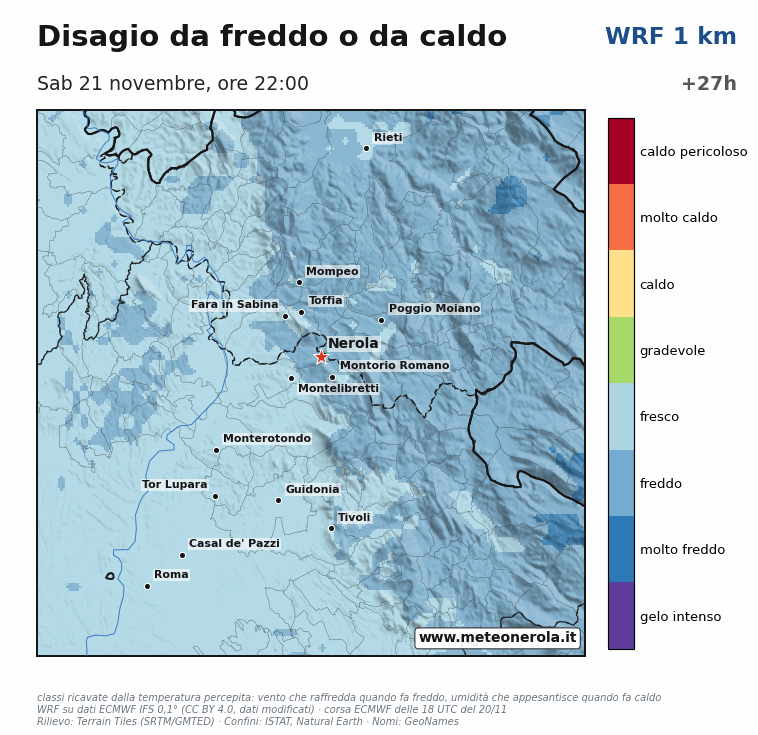 Disagio da freddo o da caldo
WRF 1 km
Sab 21 novembre, ore 22:00
+27h
Rieti
Mompeo
Fara in Sabina
Toffia
Poggio Moiano
Nerola
Montorio Romano
Montelibretti
Monterotondo
Tor Lupara
Guidonia
Tivoli
Casal de' Pazzi
Roma
www.meteonerola.it
caldo pericoloso
molto caldo
caldo
gradevole
fresco
freddo
molto freddo
gelo intenso
classi ricavate dalla temperatura percepita: vento che raffredda quando fa freddo, umidità che appesantisce quando fa caldo
WRF su dati ECMWF IFS 0,1° (CC BY 4.0, dati modificati) · corsa ECMWF delle 18 UTC del 20/11
Rilievo: Terrain Tiles (SRTM/GMTED) · Confini: ISTAT, Natural Earth · Nomi: GeoNames